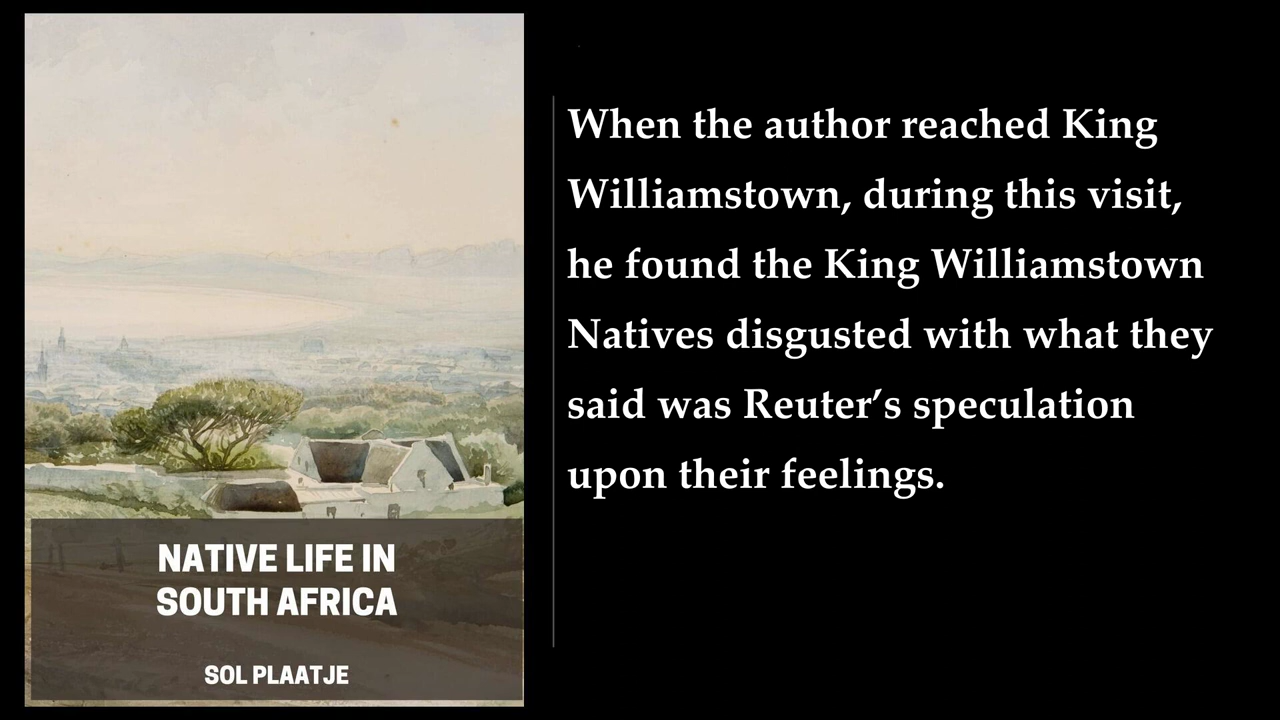 NATIVE LIFE IN
SOUTH AFRICA
SOL PLAATJE
When the author reached King
Williamstown, during this visit,
he found the King Williamstown
Natives disgusted with what they
said was Reuter’s speculation
upon their feelings.